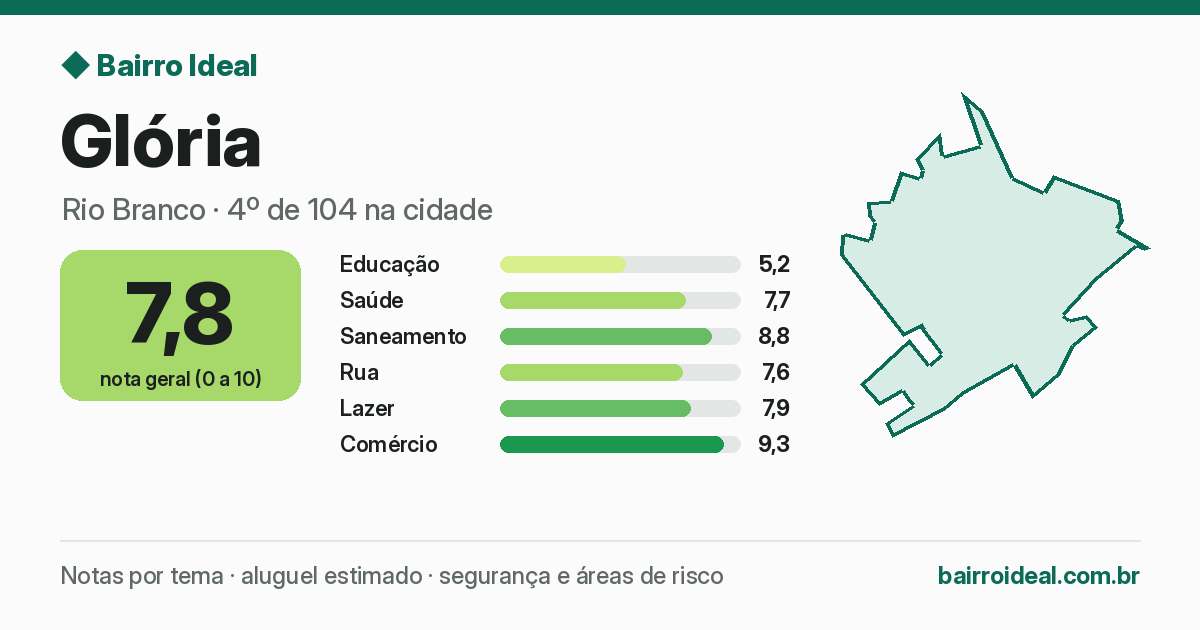 Bairro Ideal
Glória
Rio Branco · 4º de 104 na cidade
7,8
nota geral (0 a 10)
Educação 5,2
Saúde 7,7
Saneamento 8,8
Rua 7,6
Lazer 7,9
Comércio 9,3
Notas por tema · aluguel estimado · segurança e áreas de risco
bairroideal.com.br